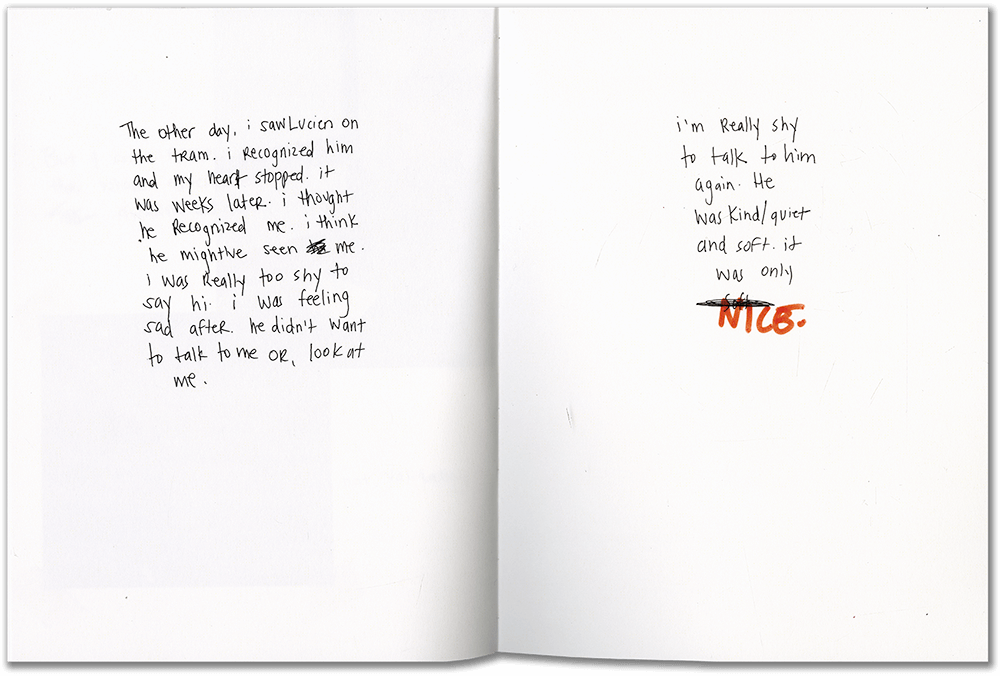 The other day, i saw Lucien on
the tram. i Recognized him
and my heart stopped. it
was weeks later. i thought
he Recognized me. i think
he might've seen me.
i was Really too shy to
say hi. i was feeling
sad after. he didn't want
to talk to me OR, look at
me.
i'm Really shy
to talk to him
again. He
was Kind/quiet
and soft. it
was only
soft
NICE.